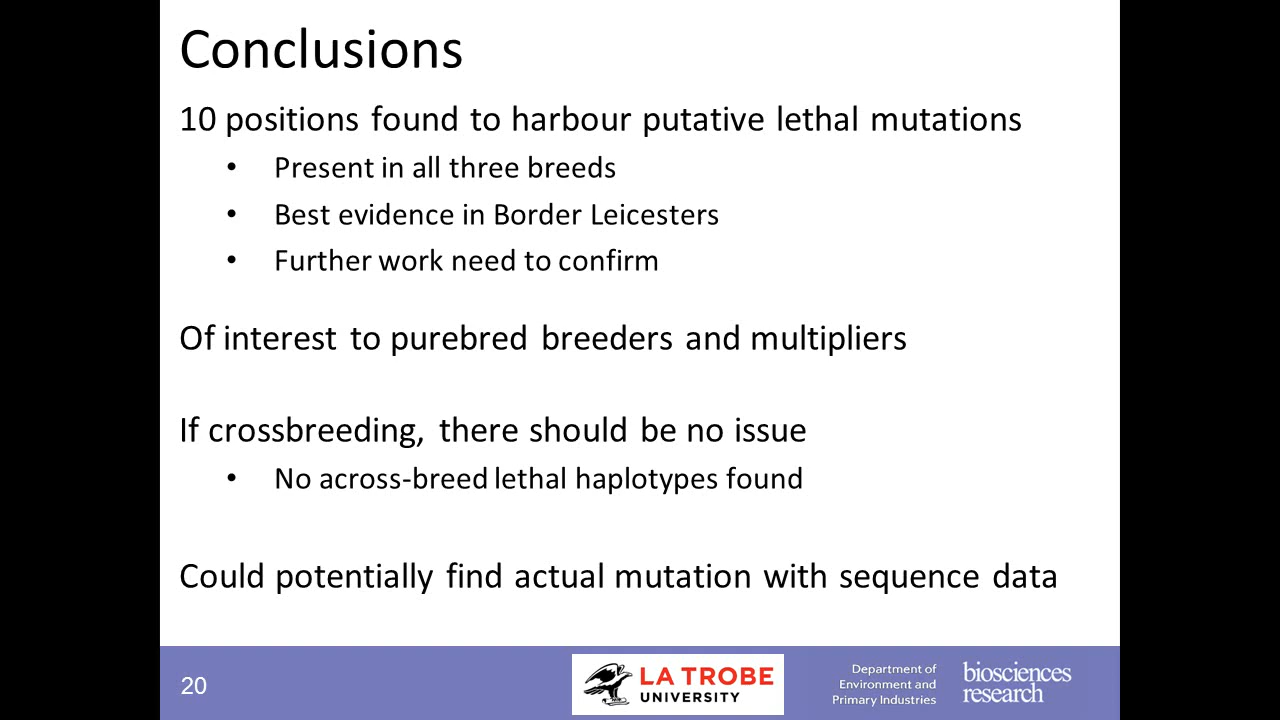 Conclusions
10 positions found to harbour putative lethal mutations
• Present in all three breeds
• Best evidence in Border Leicesters
• Further work need to confirm
Of interest to purebred breeders and multipliers
If crossbreeding, there should be no issue
• No across-breed lethal haplotypes found
Could potentially find actual mutation with sequence data
20
LA TROBE
UNIVERSITY
Department of
Environment and
Primary Industries
biosciences
research